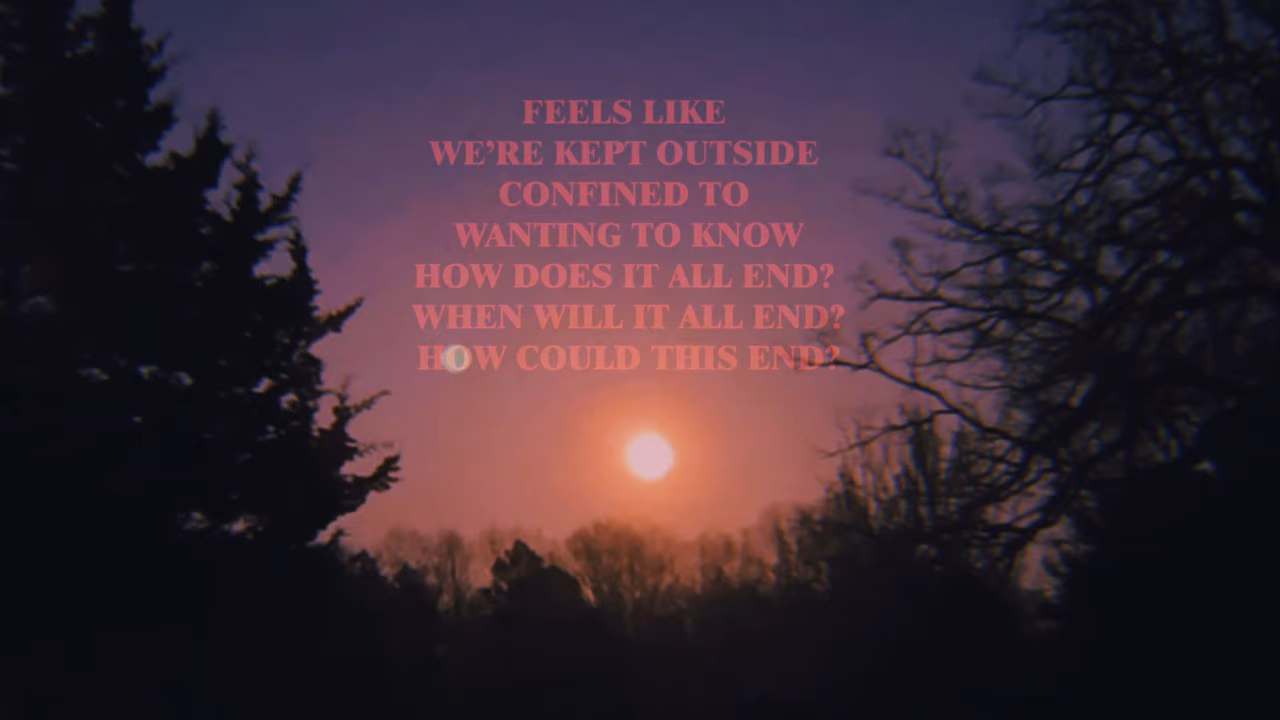 FEELS LIKE
WE'RE KEPT OUTSIDE
CONFINED TO
WANTING TO KNOW
HOW DOES IT ALL END?
WHEN WILL IT ALL END?
HOW COULD THIS END?